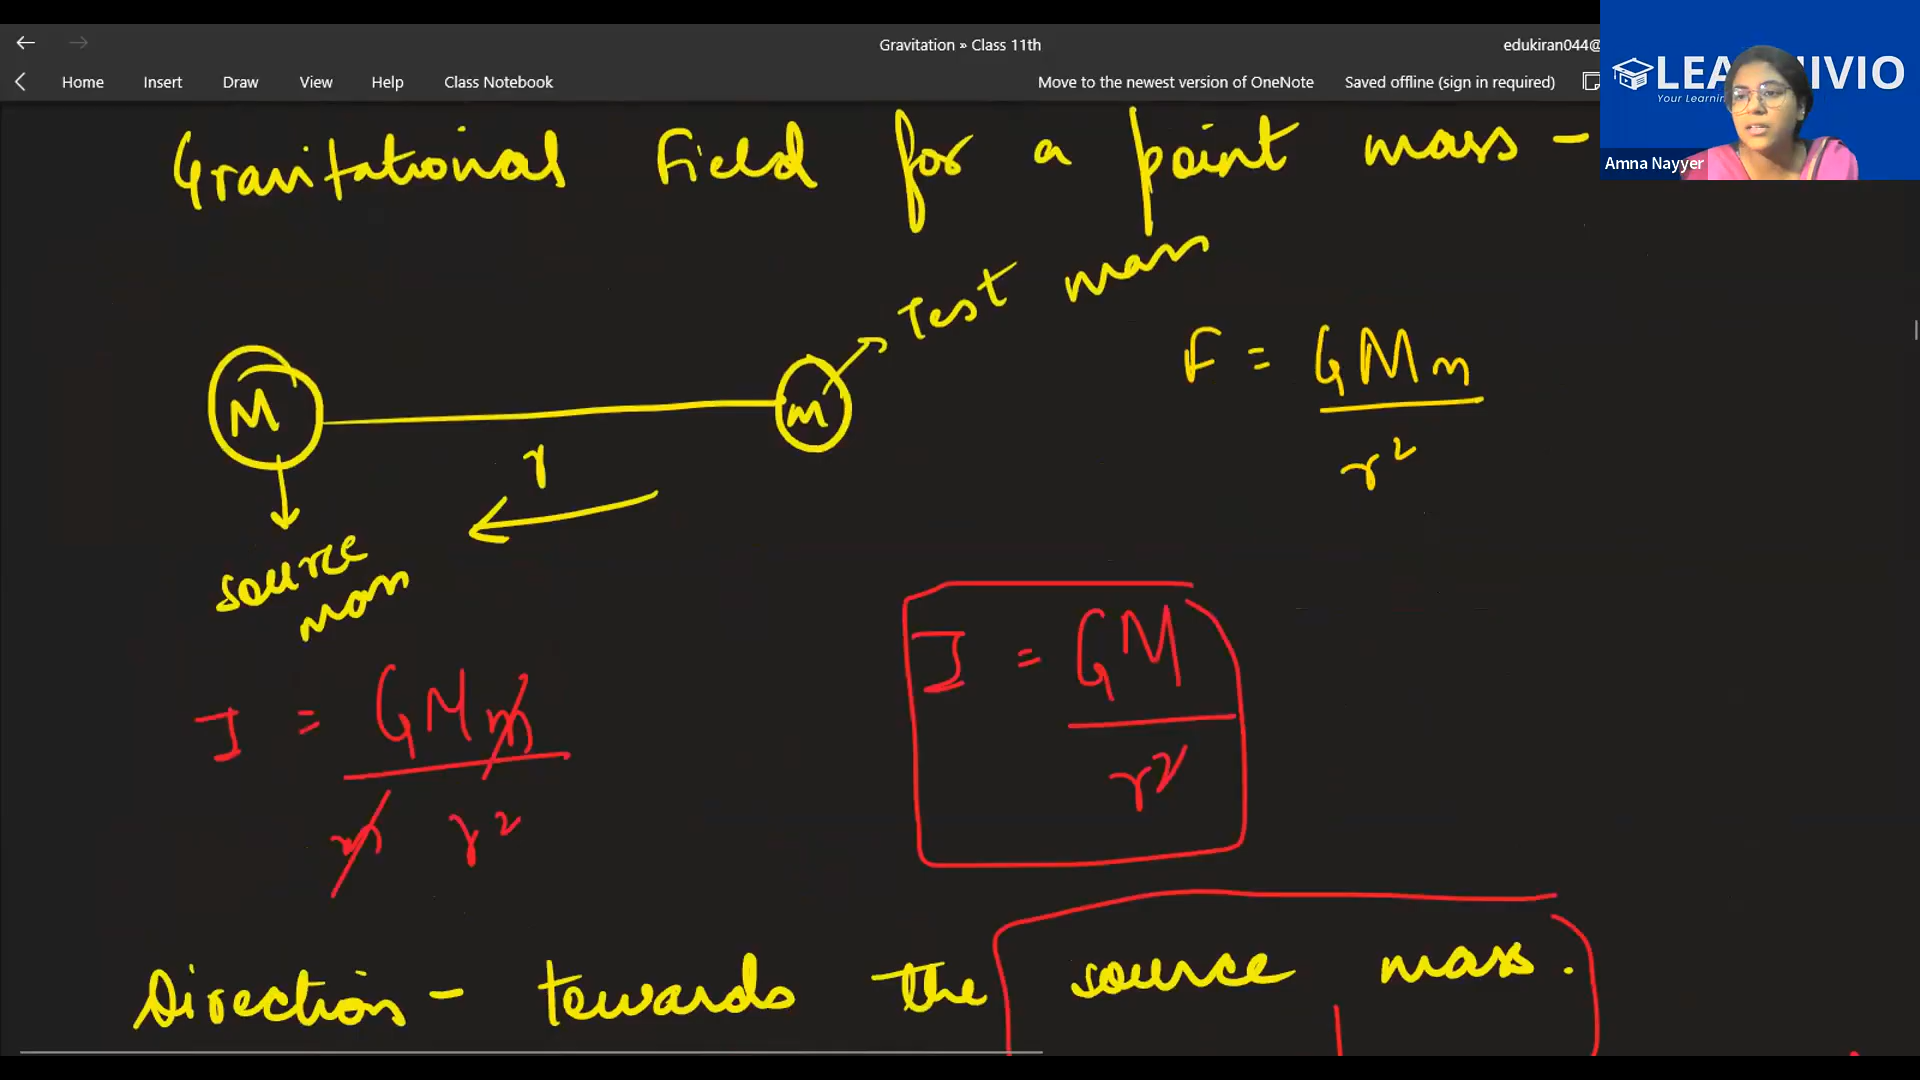 Gravitation » Class 11th
edukiran044@
Home Insert Draw View Help Class Notebook
Move to the newest version of OneNote Saved offline (sign in required)
Your Learnin
Amna Nayyer
Gravitational Field for a point mass -
Test mass
M
m
r
source
mass
F = GMm
r²
I = GMm
m r²
I = GM
r²
Direction - towards the source mass.